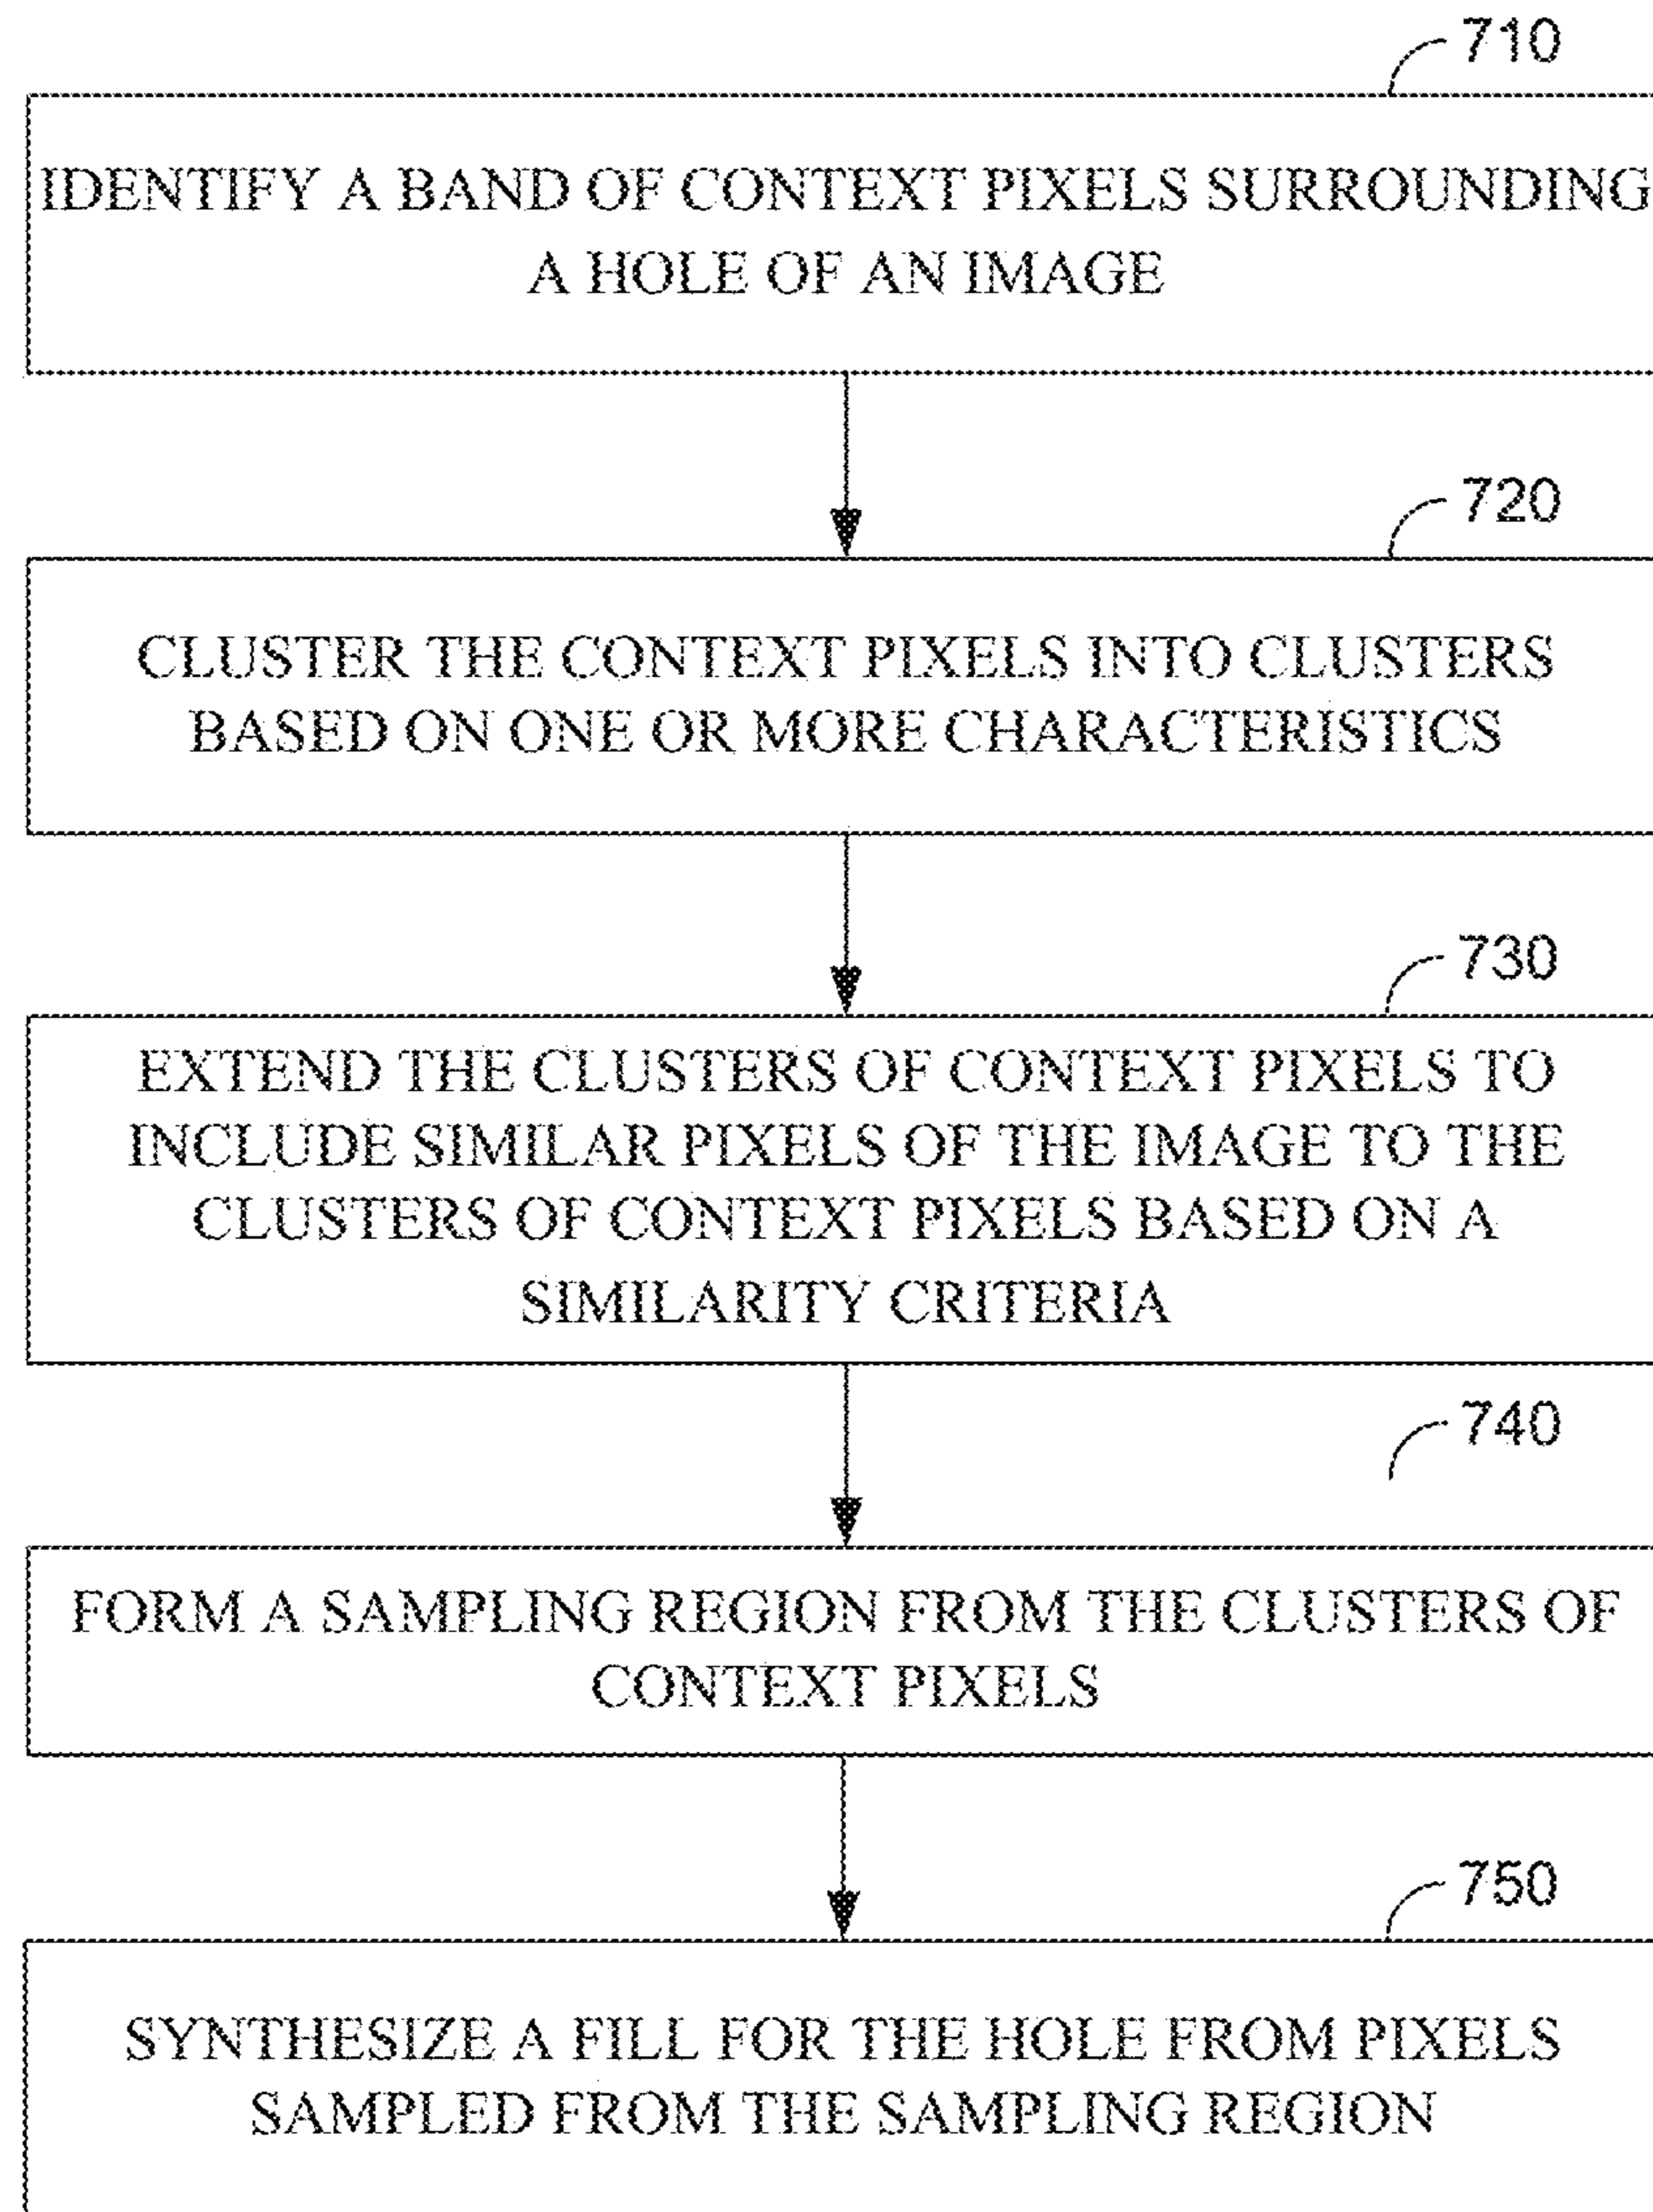 710
IDENTIFY A BAND OF CONTEXT PIXELS SURROUNDING
A HOLE OF AN IMAGE
720
CLUSTER THE CONTEXT PIXELS INTO CLUSTERS
BASED ON ONE OR MORE CHARACTERISTICS
730
EXTEND THE CLUSTERS OF CONTEXT PIXELS TO
INCLUDE SIMILAR PIXELS OF THE IMAGE TO THE
CLUSTERS OF CONTEXT PIXELS BASED ON A
SIMILARITY CRITERIA
740
FORM A SAMPLING REGION FROM THE CLUSTERS OF
CONTEXT PIXELS
750
SYNTHESIZE A FILL FOR THE HOLE FROM PIXELS
SAMPLED FROM THE SAMPLING REGION